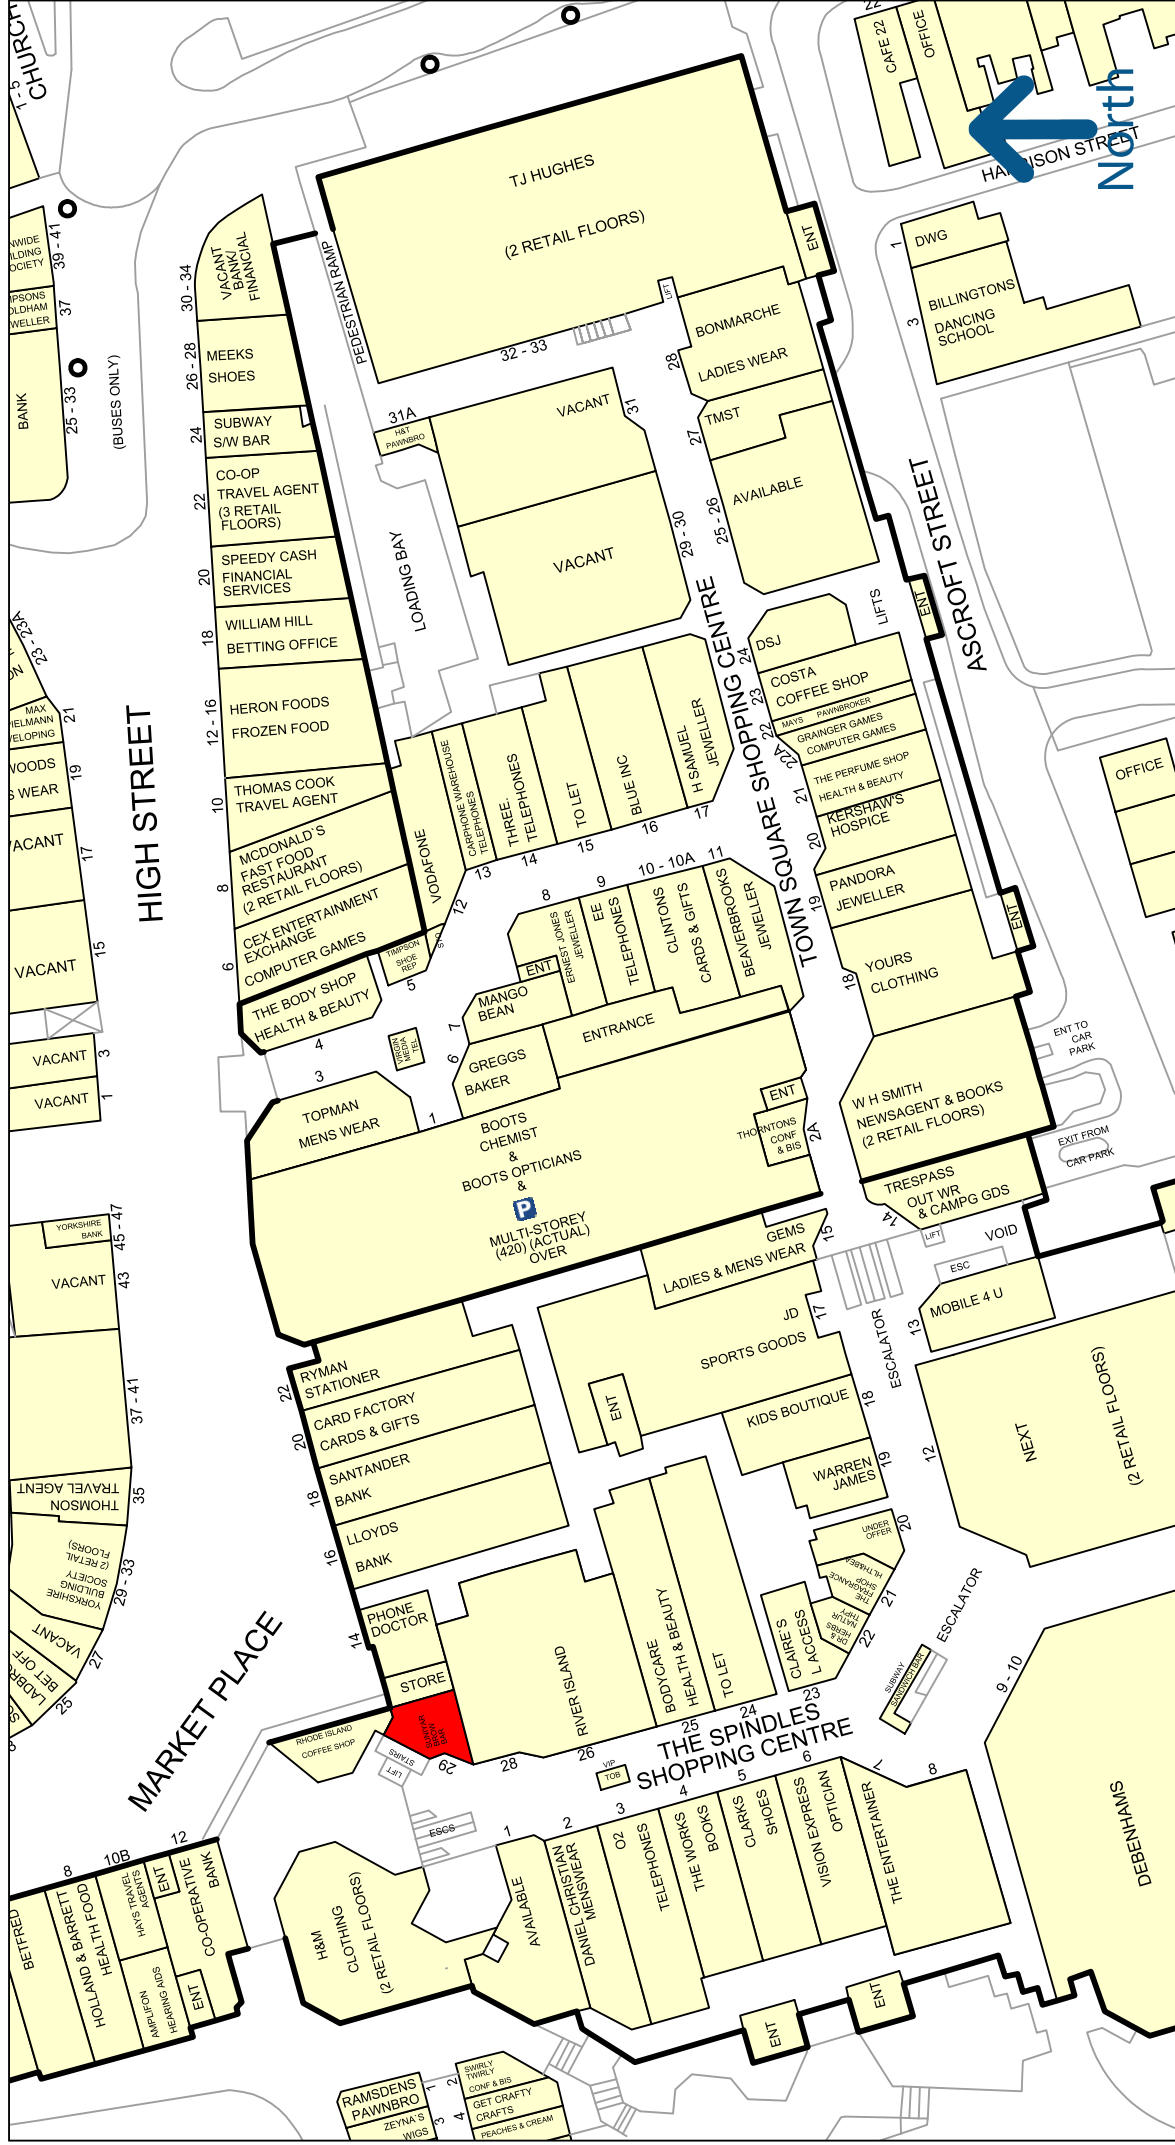 CHURCH
1 - 5
22
CAFE 22
OFFICE
North
HARRISON STREET
NWIDE
ILDING
OCIETY
39 - 41
MPSONS
OLDHAM
WELLER
37
BANK
25 - 33
(BUSES ONLY)
30 - 34
VACANT
BANK/
FINANCIAL
26 - 28
MEEKS
SHOES
24
SUBWAY
S/W BAR
22
CO-OP
TRAVEL AGENT
(3 RETAIL
FLOORS)
20
SPEEDY CASH
FINANCIAL
SERVICES
18
WILLIAM HILL
BETTING OFFICE
12 - 16
HERON FOODS
FROZEN FOOD
10
THOMAS COOK
TRAVEL AGENT
8
MCDONALD`S
FAST FOOD
RESTAURANT
(2 RETAIL FLOORS)
6
CEX ENTERTAINMENT
EXCHANGE
COMPUTER GAMES
PEDESTRIAN RAMP
TJ HUGHES
(2 RETAIL FLOORS)
32 - 33
LIFT
ENT
28
BONMARCHE
LADIES WEAR
27
TMST
25 - 26
AVAILABLE
31A
H&T
PAWNBRO
VACANT
31
VACANT
29 - 30
LOADING BAY
1
DWG
3
BILLINGTONS
DANCING
SCHOOL
ASCROFT STREET
ENT
LIFTS
OFFICE
TOWN SQUARE SHOPPING CENTRE
24
DSJ
23
COSTA
COFFEE SHOP
22
MAYS PAWNBROKER
22A
GRAINGER GAMES
COMPUTER GAMES
21
THE PERFUME SHOP
HEALTH & BEAUTY
20
KERSHAW'S
HOSPICE
19
PANDORA
JEWELLER
18
YOURS
CLOTHING
ENT
W H SMITH
NEWSAGENT & BOOKS
(2 RETAIL FLOORS)
ENT TO
CAR
PARK
EXIT FROM
CAR PARK
HIGH STREET
23 - 23A
ON
MAX
21
VELOPING
WOODS
S WEAR
19
VACANT
17
VACANT
15
VACANT
3
VACANT
1
VODAFONE
12
CARPHONE WAREHOUSE
TELEPHONES
13
THREE.
TELEPHONES
14
TO LET
15
BLUE INC
16
H SAMUEL
JEWELLER
17
8
ERNEST JONES
JEWELLER
9
EE
TELEPHONES
10 - 10A
CLINTONS
CARDS & GIFTS
11
BEAVERBROOKS
JEWELLER
THE BODY SHOP
HEALTH & BEAUTY
4
TIMPSON
SHOE
REP
5
VIRGIN
MEDIA
TEL
ENT
7
MANGO
BEAN
6
GREGGS
BAKER
ENTRANCE
3
TOPMAN
MENS WEAR
1
BOOTS
CHEMIST
&
BOOTS OPTICIANS
&
P
MULTI-STOREY
(420) (ACTUAL)
OVER
ENT
THORNTONS
CONF
& BIS
2A
14
TRESPASS
OUT WR
& CAMPG GDS
LIFT
VOID
ESC
13
MOBILE 4 U
ESCALATOR
15
GEMS
LADIES & MENS WEAR
17
JD
SPORTS GOODS
ENT
18
KIDS BOUTIQUE
19
WARREN
JAMES
12
NEXT
(2 RETAIL FLOORS)
YORKSHIRE
BANK
45 - 47
VACANT
43
37 - 41
THOMSON
TRAVEL AGENT
35
YORKSHIRE
BUILDING
SOCIETY
(2 RETAIL
FLOORS)
29 - 33
VACANT
27
LADBRO
BET OFF
25
22
RYMAN
STATIONER
20
CARD FACTORY
CARDS & GIFTS
18
SANTANDER
BANK
16
LLOYDS
BANK
14
PHONE
DOCTOR
STORE
MARKET PLACE
RHODE ISLAND
COFFEE SHOP
STAIRS
LIFT
29
28
RIVER ISLAND
26
BODYCARE
HEALTH & BEAUTY
25
TO LET
24
CLAIRE'S
L ACCESS
23
20
UNDER
OFFER
THE
FRAGRANCE
SHOP
21
DR &
HERBS
NATUR
THPY
22
ESCALATOR
SUBWAY
SANDWICH BAR
9 - 10
DEBENHAMS
THE SPINDLES
SHOPPING CENTRE
VIP
TOB
ESCS
1
AVAILABLE
2
DANIEL CHRISTIAN
MENSWEAR
3
O2
TELEPHONES
4
THE WORKS
BOOKS
5
CLARKS
SHOES
6
VISION EXPRESS
OPTICIAN
7
THE ENTERTAINER
8
H&M
CLOTHING
(2 RETAIL FLOORS)
ENT
ENT
BETFRED
8
HOLLAND & BARRETT
HEALTH FOOD
10B
HAYS TRAVEL
AGENTS
ENT
12
CO-OPERATIVE
BANK
AMPLIFON
HEARING AIDS
ENT
RAMSDENS
PAWNBRO
1
ZEYNA`S
WIGS
3
2
SWIRLY
TWIRLY
CONF & BIS
4
GET CRAFTY
CRAFTS
PEACHES & CREAM